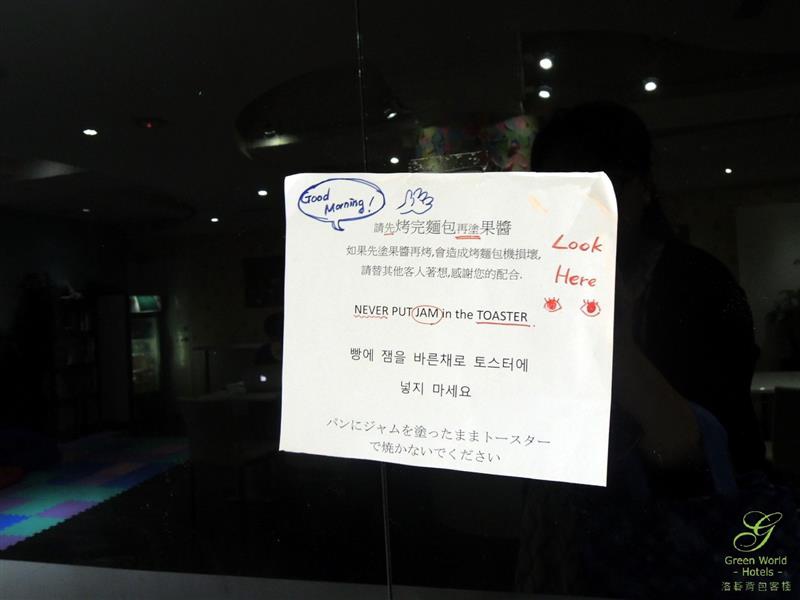 Good
Morning!
請先烤完麵包再塗果醬
如果先塗果醬再烤,會造成烤麵包機損壞,
請替其他客人著想,感謝您的配合.
Look
Here
NEVER PUT JAM in the TOASTER.
빵에 잼을 바른채로 토스터에
넣지 마세요
パンにジャムを塗ったままトースター
で焼かないでください
Green World
- Hotels -
洛碁背包客棧